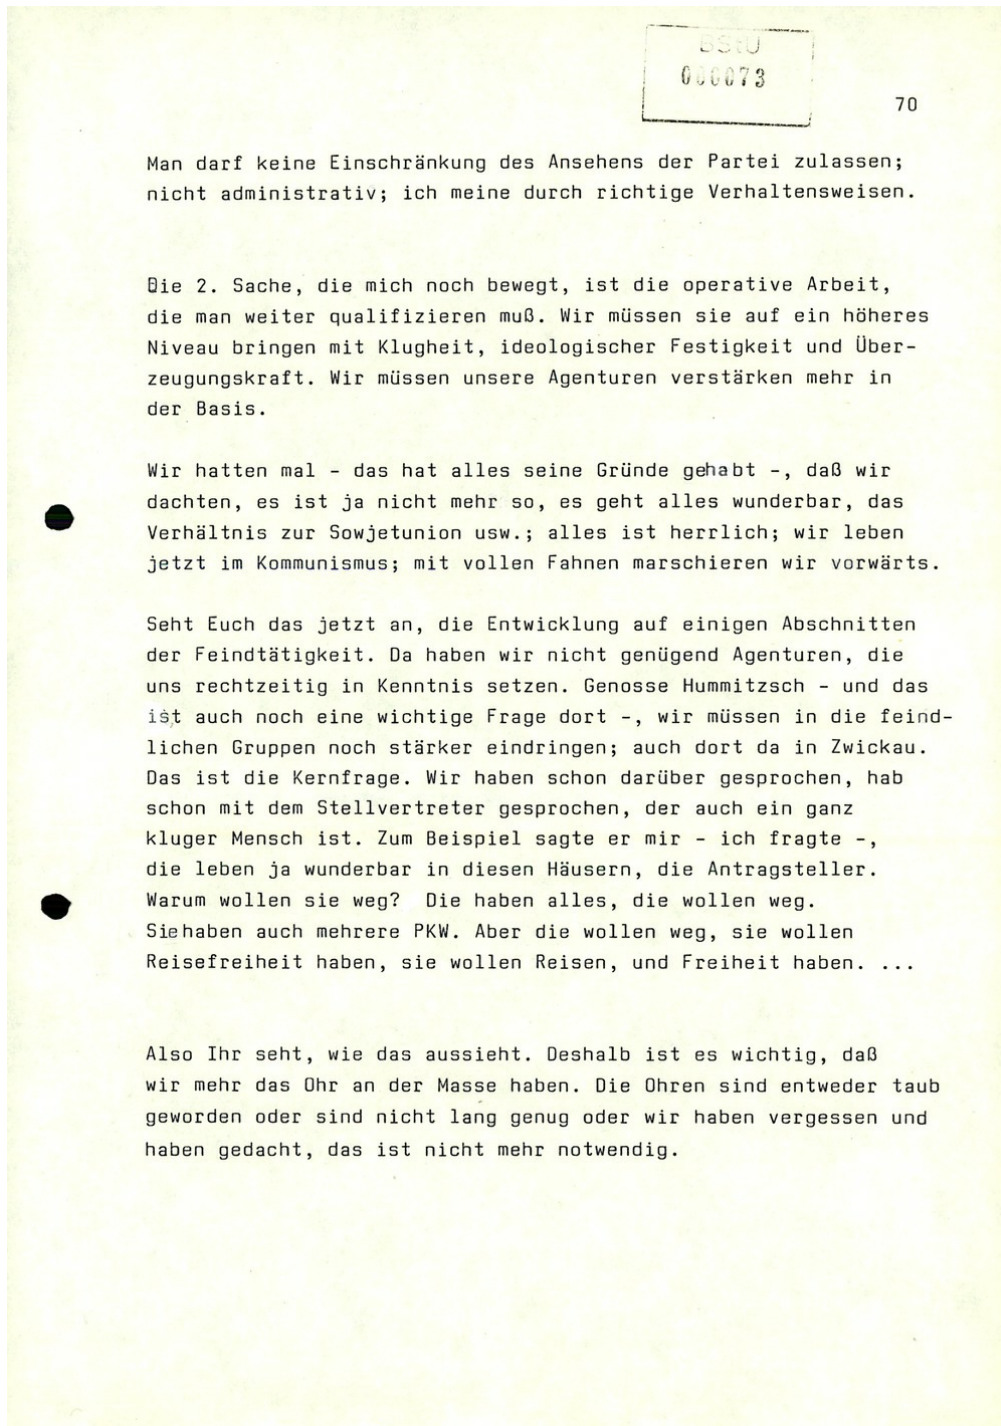 BStU
000073
70
Man darf keine Einschränkung des Ansehens der Partei zulassen;
nicht administrativ; ich meine durch richtige Verhaltensweisen.
Die 2. Sache, die mich noch bewegt, ist die operative Arbeit,
die man weiter qualifizieren muß. Wir müssen sie auf ein höheres
Niveau bringen mit Klugheit, ideologischer Festigkeit und Über-
zeugungskraft. Wir müssen unsere Agenturen verstärken mehr in
der Basis.
Wir hatten mal - das hat alles seine Gründe gehabt -, daß wir
dachten, es ist ja nicht mehr so, es geht alles wunderbar, das
Verhältnis zur Sowjetunion usw.; alles ist herrlich; wir leben
jetzt im Kommunismus; mit vollen Fahnen marschieren wir vorwärts.
Seht Euch das jetzt an, die Entwicklung auf einigen Abschnitten
der Feindtätigkeit. Da haben wir nicht genügend Agenturen, die
uns rechtzeitig in Kenntnis setzen. Genosse Hummitzsch - und das
ist auch noch eine wichtige Frage dort -, wir müssen in die feind-
lichen Gruppen noch stärker eindringen; auch dort da in Zwickau.
Das ist die Kernfrage. Wir haben schon darüber gesprochen, hab
schon mit dem Stellvertreter gesprochen, der auch ein ganz
kluger Mensch ist. Zum Beispiel sagte er mir - ich fragte -,
die leben ja wunderbar in diesen Häusern, die Antragsteller.
Warum wollen sie weg? Die haben alles, die wollen weg.
Sie haben auch mehrere PKW. Aber die wollen weg, sie wollen
Reisefreiheit haben, sie wollen Reisen, und Freiheit haben. ...
Also Ihr seht, wie das aussieht. Deshalb ist es wichtig, daß
wir mehr das Ohr an der Masse haben. Die Ohren sind entweder taub
geworden oder sind nicht lang genug oder wir haben vergessen und
haben gedacht, das ist nicht mehr notwendig.